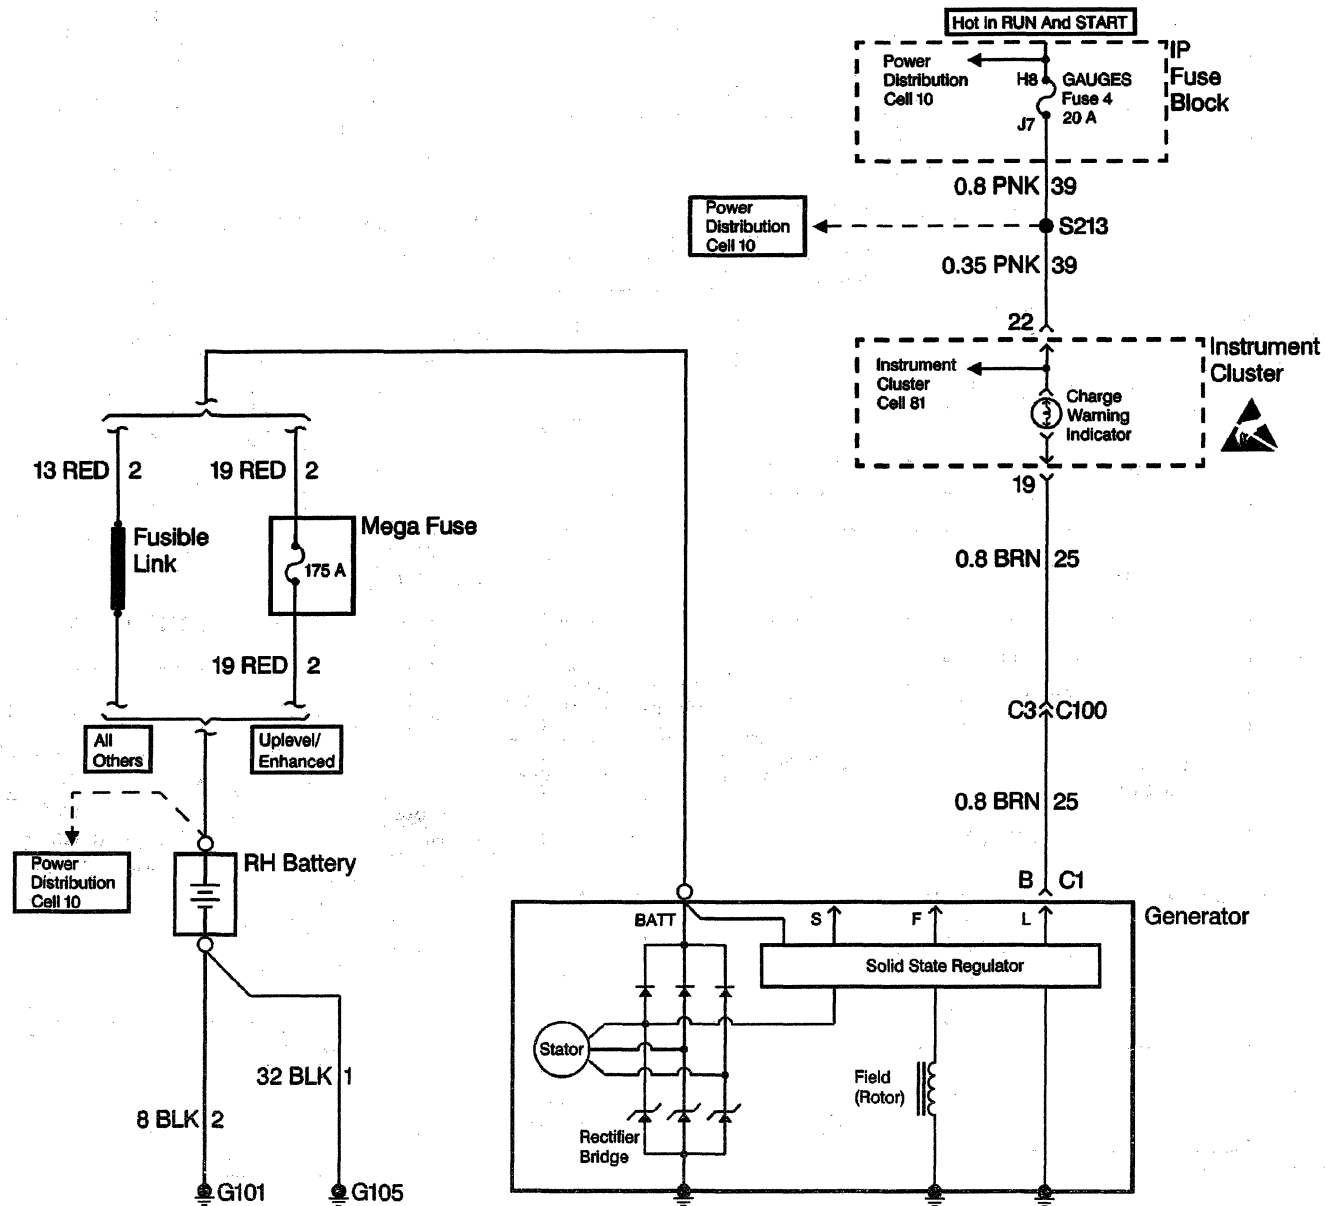 Hot In RUN And START
IP
Fuse
Block
Power
Distribution
Cell 10
H8
GAUGES
Fuse 4
20 A
J7
0.8 PNK 39
Power
Distribution
Cell 10
S213
0.35 PNK 39
22
Instrument
Cluster
Instrument
Cluster
Cell 81
Charge
Warning
Indicator
19
13 RED 2
19 RED 2
Fusible
Link
Mega Fuse
175 A
0.8 BRN 25
19 RED 2
C3 C100
All
Others
Uplevel/
Enhanced
0.8 BRN 25
Power
Distribution
Cell 10
RH Battery
B C1
BATT
S
F
L
Generator
Solid State Regulator
Stator
Field
(Rotor)
32 BLK 1
8 BLK 2
Rectifier
Bridge
G101
G105